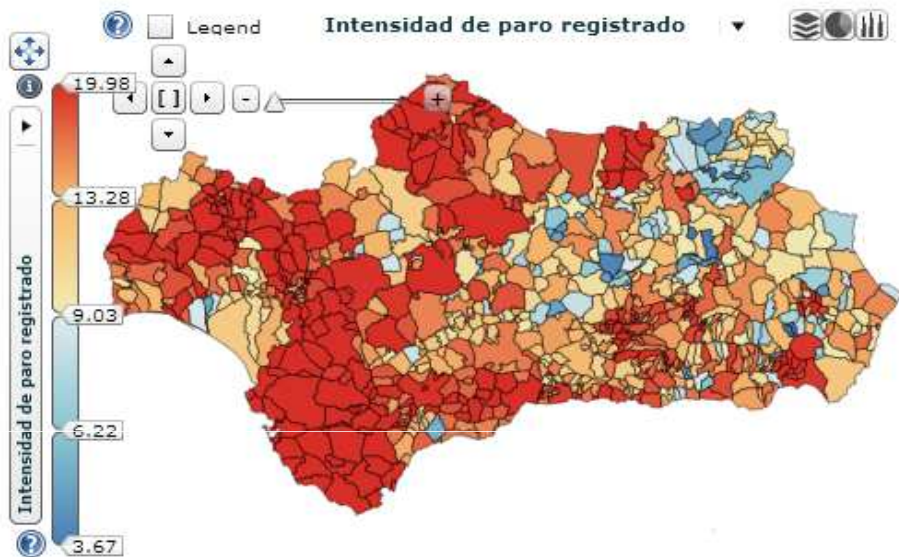 ? Legend Intensidad de paro registrado
i
19.98
[ ] - +
13.28
9.03
6.22
3.67
Intensidad de paro registrado
?